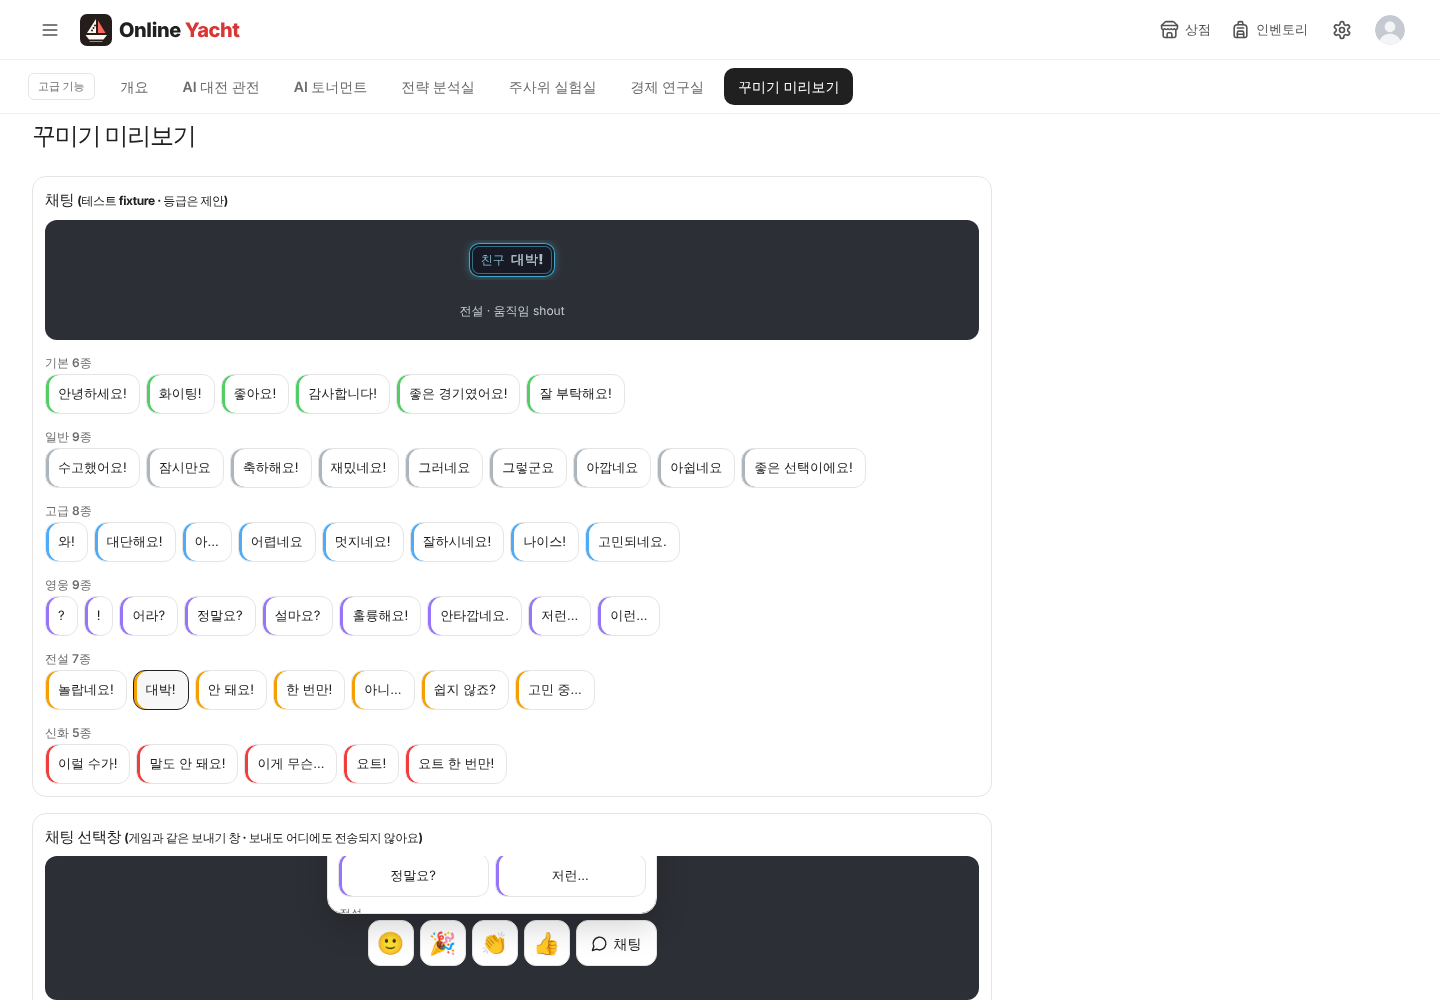 Online Yacht
상점
인벤토리
고급 기능
개요
AI 대전 관전
AI 토너먼트
전략 분석실
주사위 실험실
경제 연구실
꾸미기 미리보기
꾸미기 미리보기
채팅 (테스트 fixture · 등급은 제안)
친구 대박!
전설 · 움직임 shout
기본 6종
안녕하세요!
화이팅!
좋아요!
감사합니다!
좋은 경기였어요!
잘 부탁해요!
일반 9종
수고했어요!
잠시만요
축하해요!
재밌네요!
그러네요
그렇군요
아깝네요
아쉽네요
좋은 선택이에요!
고급 8종
와!
대단해요!
아...
어렵네요
멋지네요!
잘하시네요!
나이스!
고민되네요.
영웅 9종
?
!
어라?
정말요?
설마요?
훌륭해요!
안타깝네요.
저런...
이런...
전설 7종
놀랍네요!
대박!
안 돼요!
한 번만!
아니...
쉽지 않죠?
고민 중...
신화 5종
이럴 수가!
말도 안 돼요!
이게 무슨...
요트!
요트 한 번만!
채팅 선택창 (게임과 같은 보내기 창 · 보내도 어디에도 전송되지 않아요)
정말요?
저런...
채팅